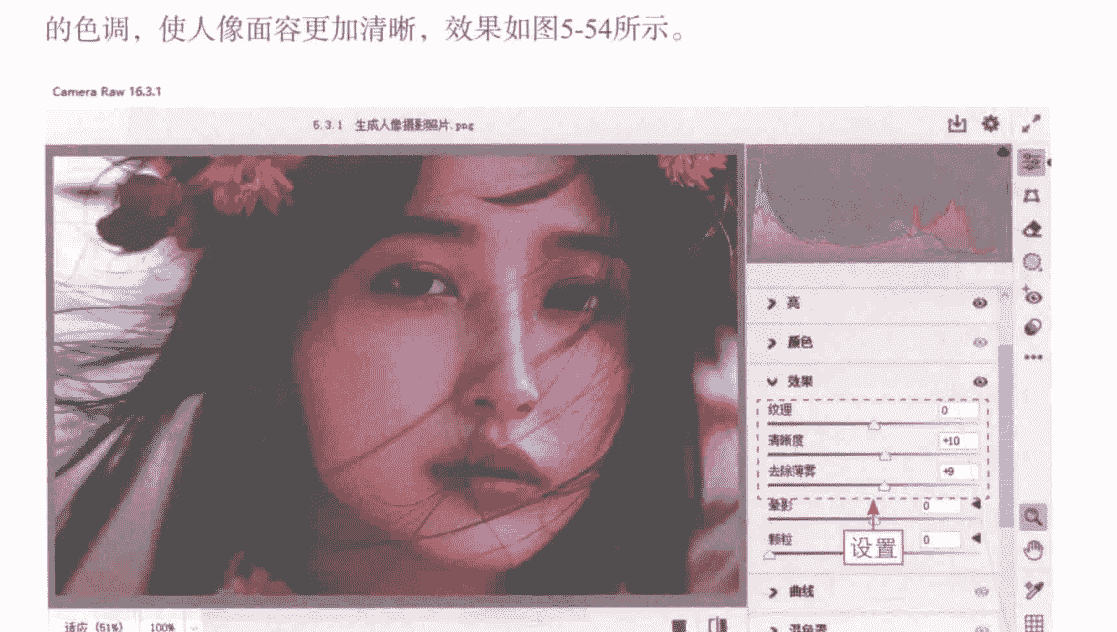 的色调，使人像面容更加清晰，效果如图5-54所示。
Camera Raw 16.3.1
5.3.1 生成人像摄影照片.png
亮
颜色
效果
纹理 0
清晰度 +10
去除薄雾 +9
晕影 0
颗粒 0
设置
曲线
混色器
适应 (51%) 100%